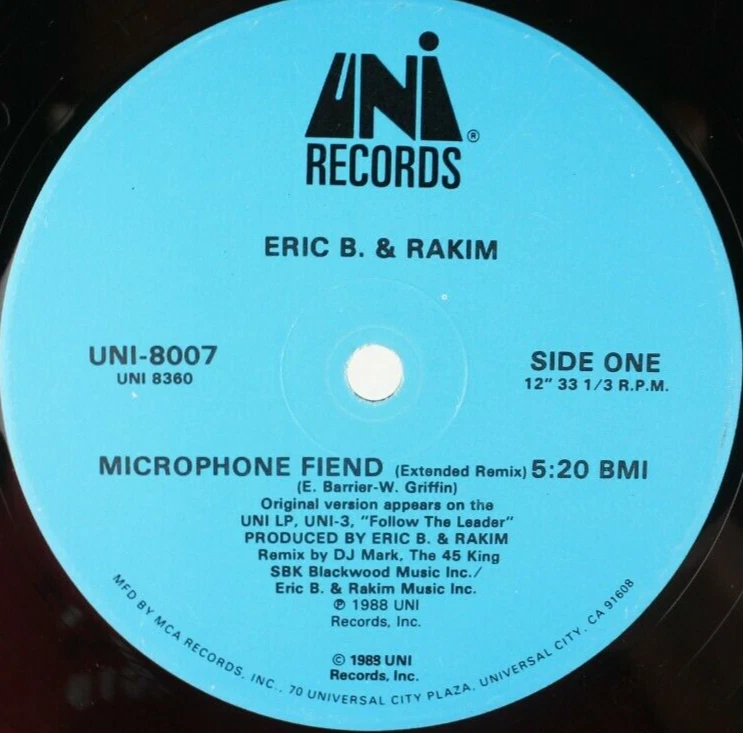 UNI®
RECORDS
ERIC B. & RAKIM
UNI-8007
UNI 8360
SIDE ONE
12" 33 1/3 R.P.M.
MICROPHONE FIEND (Extended Remix) 5:20 BMI
(E. Barrier-W. Griffin)
Original version appears on the
UNI LP, UNI-3, "Follow The Leader"
PRODUCED BY ERIC B. & RAKIM
Remix by DJ Mark, The 45 King
SBK Blackwood Music Inc./
Eric B. & Rakim Music Inc.
℗ 1988 UNI
Records, Inc.
© 1988 UNI
Records, Inc.
MFD BY MCA RECORDS, INC., 70 UNIVERSAL CITY PLAZA, UNIVERSAL CITY, CA 91608